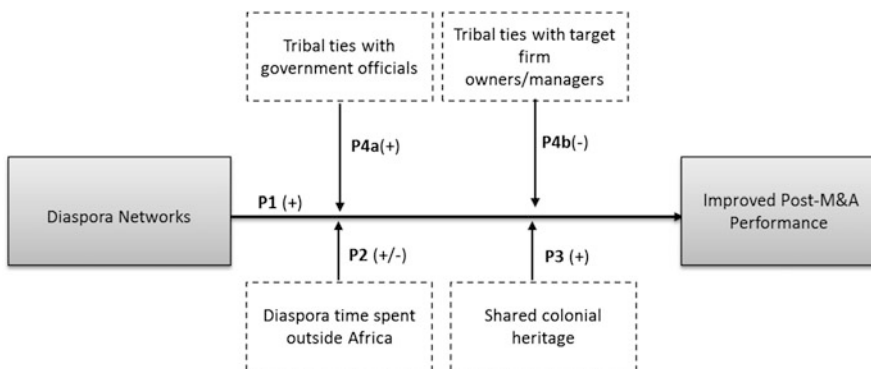 Tribal ties with
government officials
Tribal ties with target
firm
owners/managers
P4a(+)
P4b(-)
Diaspora Networks
P1 (+)
Improved Post-M&A
Performance
P2 (+/-)
P3 (+)
Diaspora time spent
outside Africa
Shared colonial
heritage